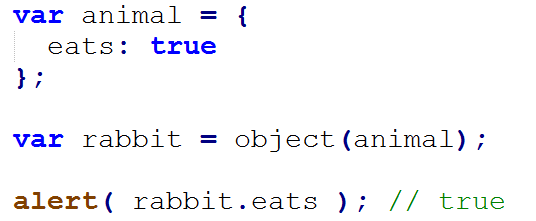 var animal = {
  eats: true
};
var rabbit = object(animal);
alert( rabbit.eats ); // true